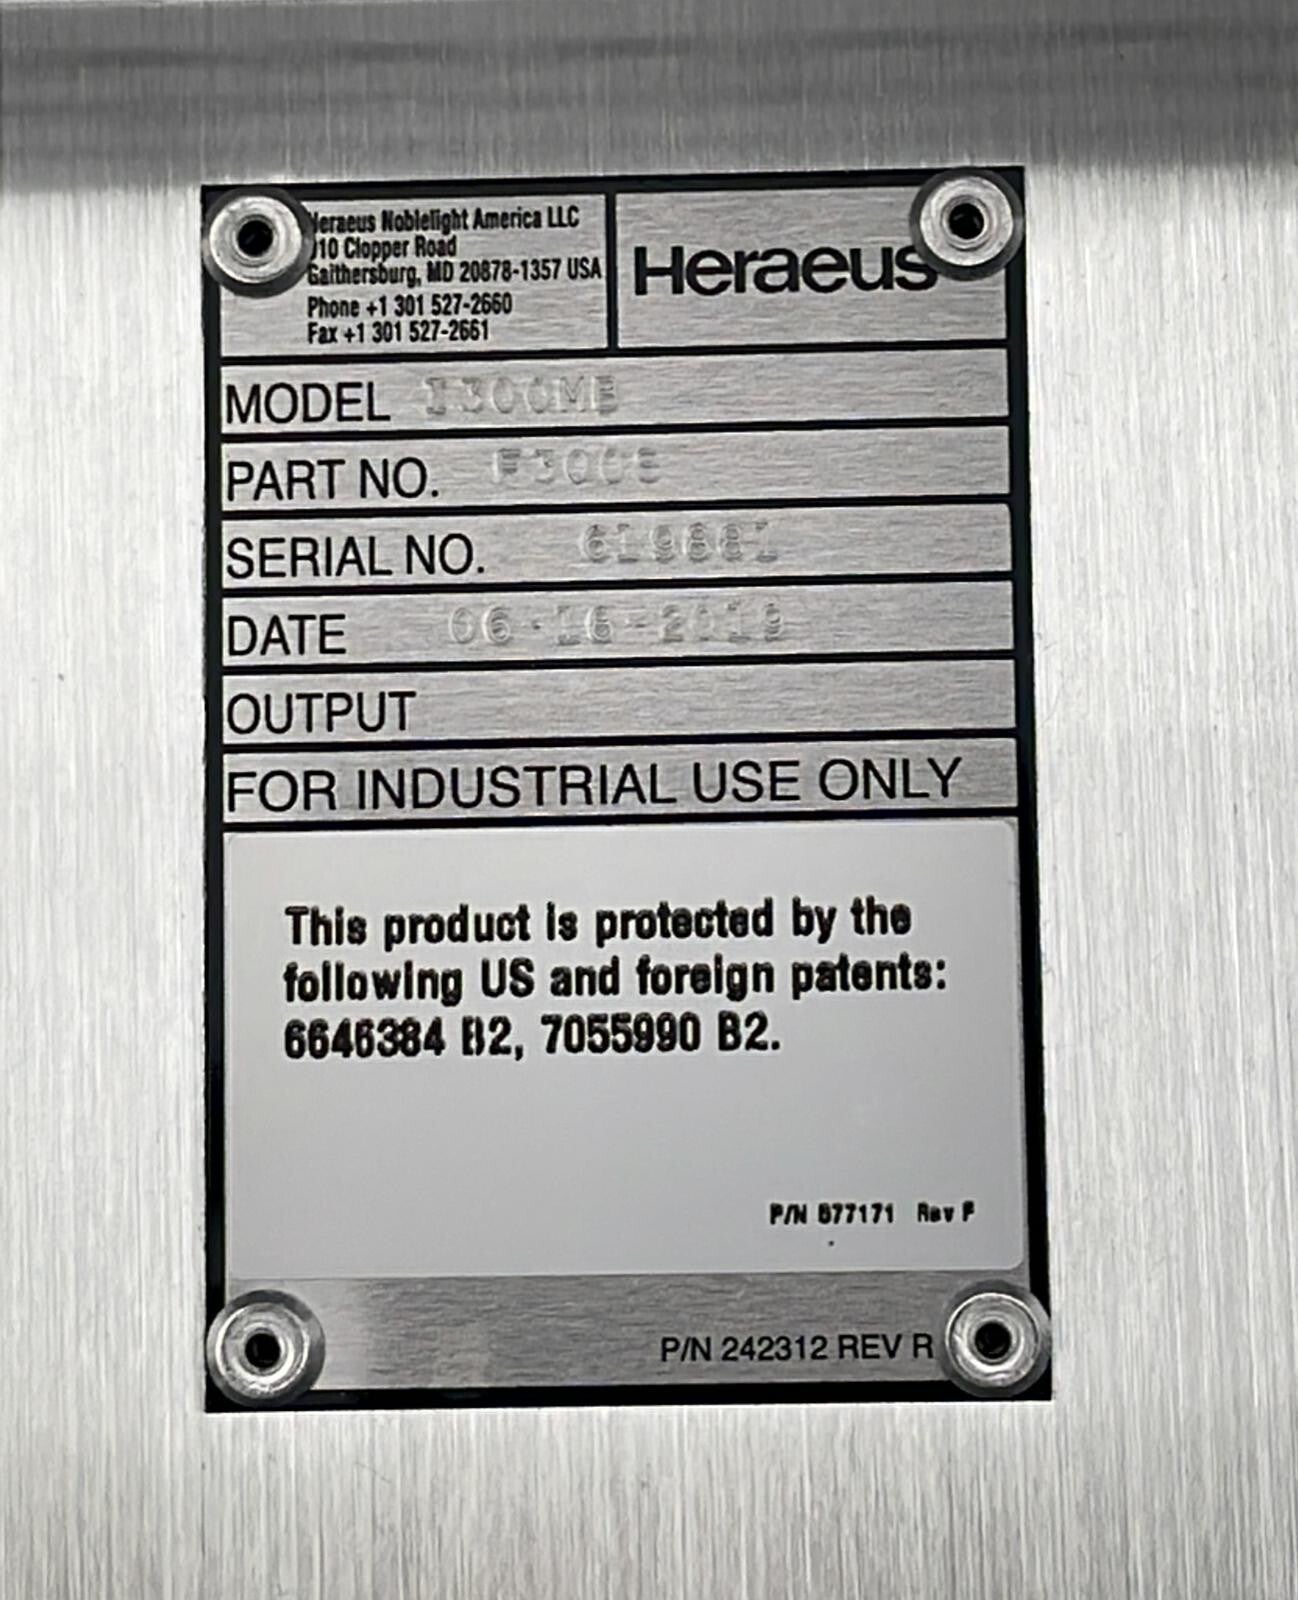 Heraeus Noblelight America LLC
910 Clopper Road
Gaithersburg, MD 20878-1357 USA
Phone +1 301 527-2660
Fax +1 301 527-2661
Heraeus
MODEL I300MB
PART NO.
SERIAL NO.
DATE
OUTPUT
FOR INDUSTRIAL USE ONLY
This product is protected by the
following US and foreign patents:
6646384 B2, 7055990 B2.
P/N 877171 Rev F
P/N 242312 REV R